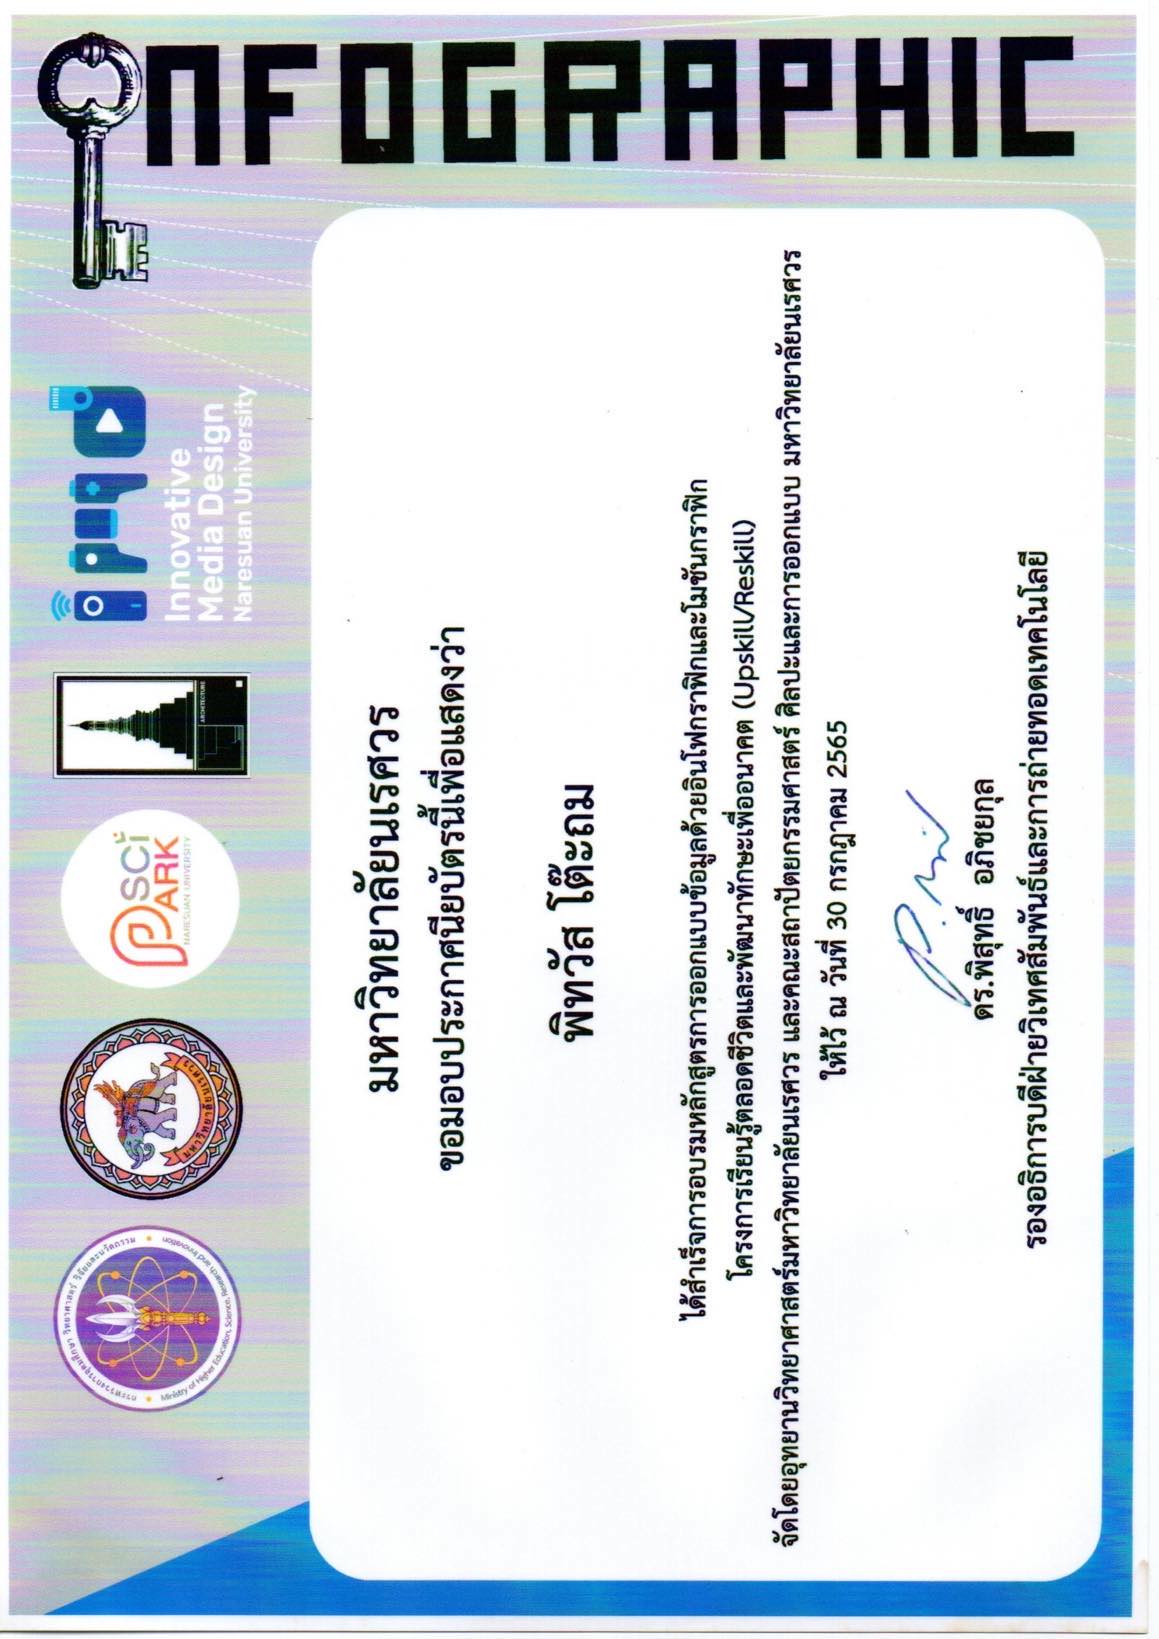 กระทรวงการอุดมศึกษา วิทยาศาสตร์ วิจัยและนวัตกรรม
Ministry of Higher Education, Science, Research and Innovation
มหาวิทยาลัยนเรศวร
SCI
PARK
NARESUAN UNIVERSITY
ARCHITECTURE
Innovative
Media Design
Naresuan University
INFOGRAPHIC
มหาวิทยาลัยนเรศวร
ขอมอบประกาศนียบัตรนี้เพื่อแสดงว่า
พิทวัส โต๊ะถม
ได้สำเร็จการอบรมหลักสูตรการออกแบบข้อมูลด้วยอินโฟกราฟิกและโมชันกราฟิก
โครงการเรียนรู้ตลอดชีวิตและพัฒนาทักษะเพื่ออนาคต (Upskill/Reskill)
จัดโดยอุทยานวิทยาศาสตร์มหาวิทยาลัยนเรศวร และคณะสถาปัตยกรรมศาสตร์ ศิลปะและการออกแบบ มหาวิทยาลัยนเรศวร
ให้ไว้ ณ วันที่ 30 กรกฎาคม 2565
ดร.พิสุทธิ์ อภิชยกุล
รองอธิการบดีฝ่ายวิเทศสัมพันธ์และการถ่ายทอดเทคโนโลยี